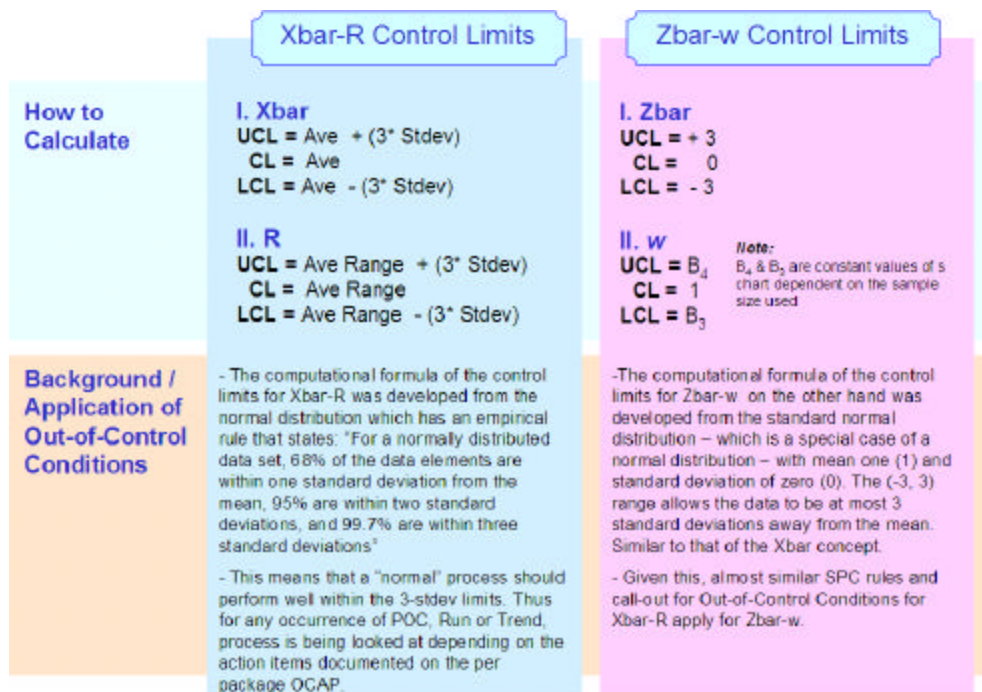 Xbar-R Control Limits
Zbar-w Control Limits
How to
Calculate
I. Xbar
UCL = Ave + (3* Stdev)
CL = Ave
LCL = Ave - (3* Stdev)
II. R
UCL = Ave Range + (3* Stdev)
CL = Ave Range
LCL = Ave Range - (3* Stdev)
I. Zbar
UCL = + 3
CL = 0
LCL = - 3
II. w
UCL = B4
CL = 1
LCL = B3
Note:
B4 & B3 are constant values of s
chart dependent on the sample
size used
Background /
Application of
Out-of-Control
Conditions
- The computational formula of the control
limits for Xbar-R was developed from the
normal distribution which has an empirical
rule that states: "For a normally distributed
data set, 68% of the data elements are
within one standard deviation from the
mean, 95% are within two standard
deviations, and 99.7% are within three
standard deviations"
- This means that a "normal" process should
perform well within the 3-stdev limits. Thus
for any occurrence of POC, Run or Trend,
process is being looked at depending on the
action items documented on the per
package OCAP.
-The computational formula of the control
limits for Zbar-w on the other hand was
developed from the standard normal
distribution – which is a special case of a
normal distribution – with mean one (1) and
standard deviation of zero (0). The (-3, 3)
range allows the data to be at most 3
standard deviations away from the mean.
Similar to that of the Xbar concept.
- Given this, almost similar SPC rules and
call-out for Out-of-Control Conditions for
Xbar-R apply for Zbar-w.